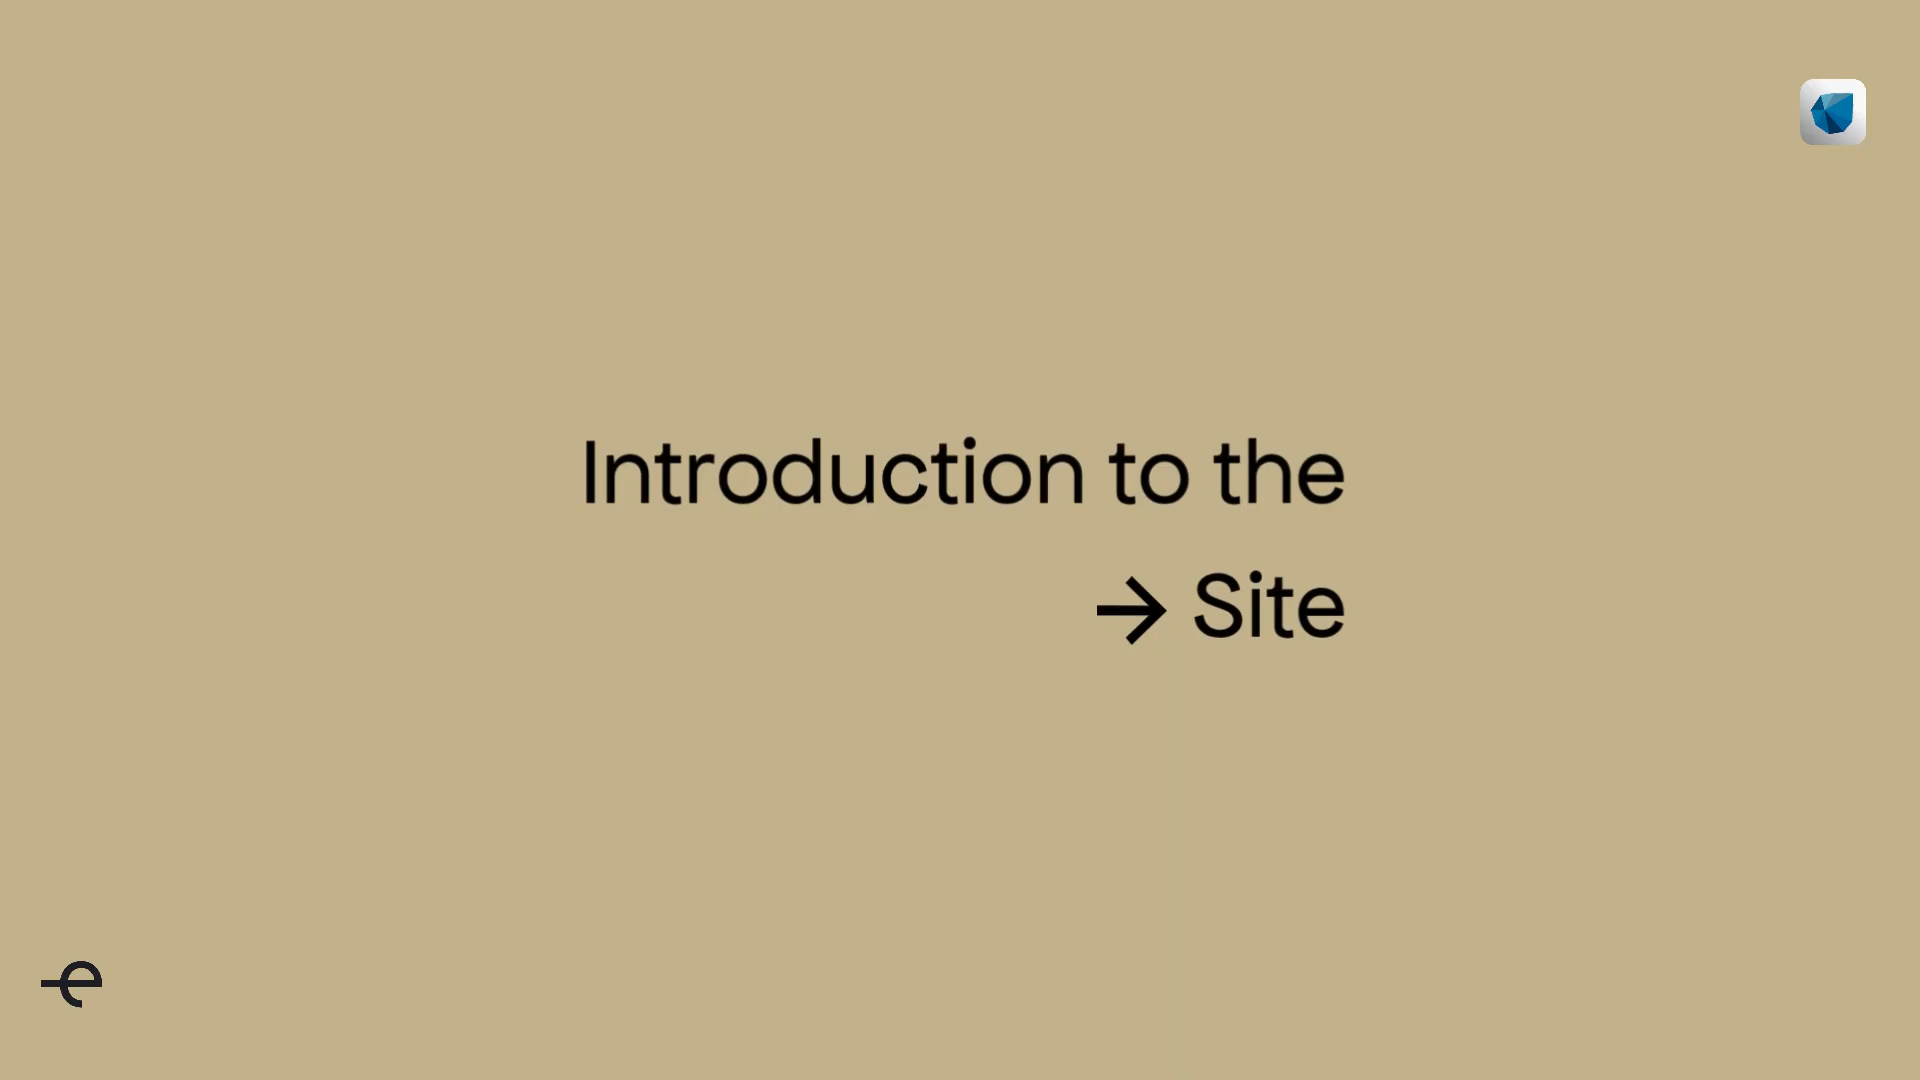 Introduction to the
→ Site